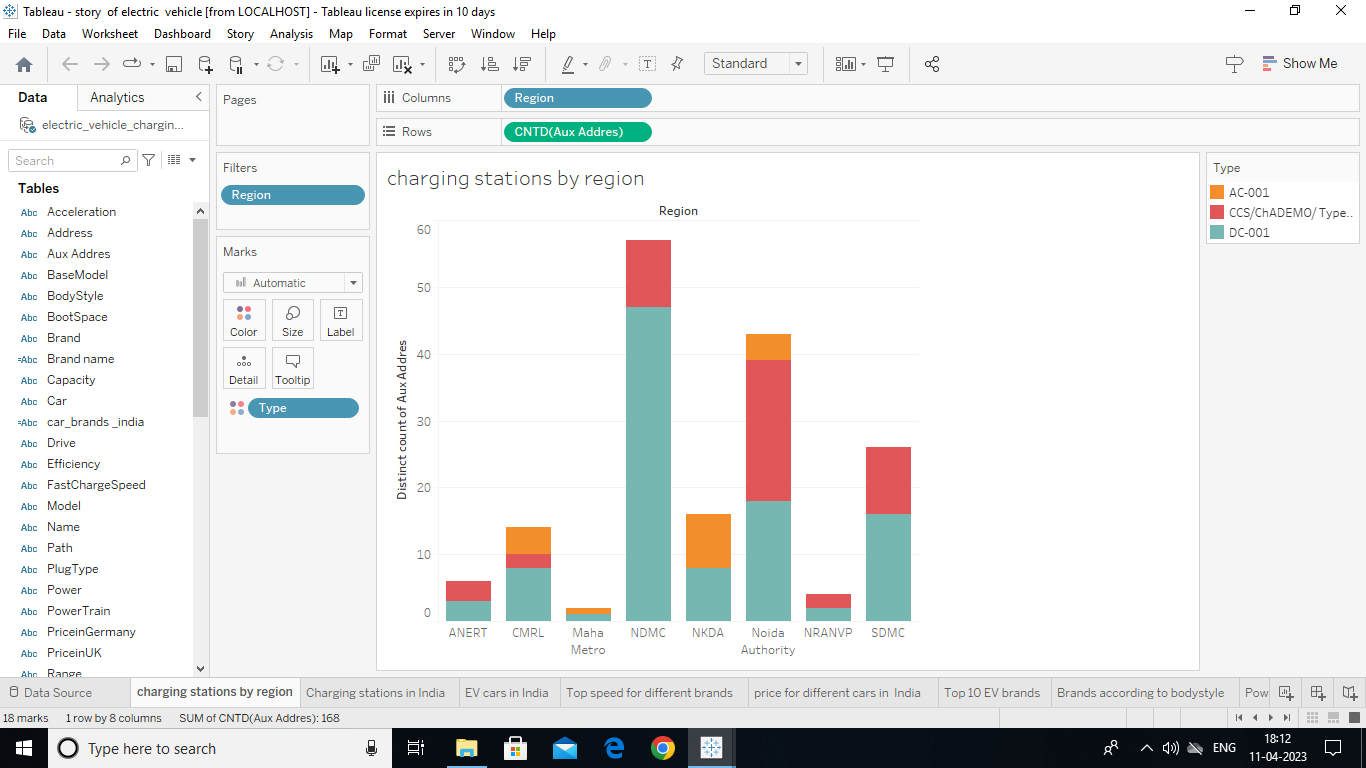 Tableau - story  of electric  vehicle [from LOCALHOST] - Tableau license expires in 10 days
File Data Worksheet Dashboard Story Analysis Map Format Server Window Help
Standard
Show Me
Data Analytics
electric_vehicle_chargin...
Search
Tables
Abc Acceleration
Abc Address
Abc Aux Addres
Abc BaseModel
Abc BodyStyle
Abc BootSpace
Abc Brand
=Abc Brand name
Abc Capacity
Abc Car
=Abc car_brands _india
Abc Drive
Abc Efficiency
Abc FastChargeSpeed
Abc Model
Abc Name
Abc Path
Abc PlugType
Abc Power
Abc PowerTrain
Abc PriceinGermany
Abc PriceinUK
Abc Range
Pages
Filters
Region
Marks
Automatic
Color Size Label
Detail Tooltip
Type
Columns Region
Rows CNTD(Aux Addres)
charging stations by region
Region
Distinct count of Aux Addres
60
50
40
30
20
10
0
ANERT CMRL Maha Metro NDMC NKDA Noida Authority NRANVP SDMC
Type
AC-001
CCS/ChADEMO/ Type..
DC-001
Data Source charging stations by region Charging stations in India EV cars in India Top speed for different brands price for different cars in  India Top 10 EV brands Brands according to bodystyle Pow
18 marks 1 row by 8 columns SUM of CNTD(Aux Addres): 168
Type here to search
ENG
18:12
11-04-2023